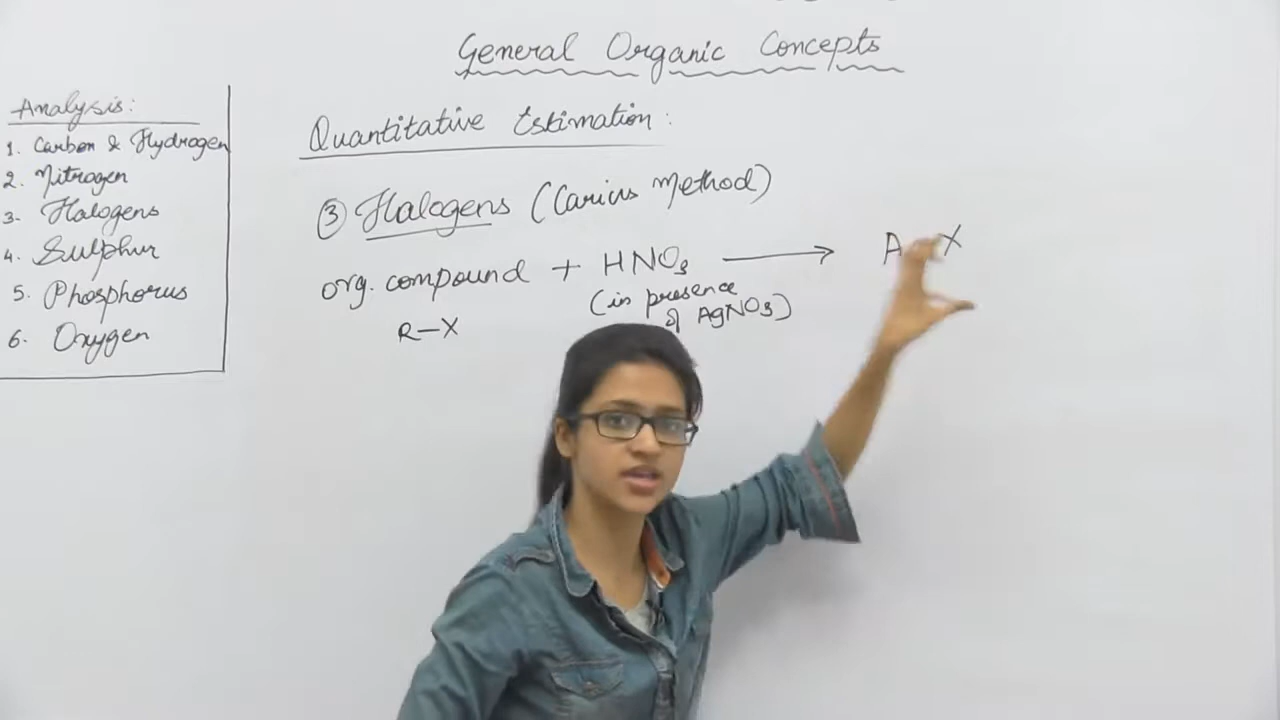 General Organic Concepts
Analysis:
1. Carbon & Hydrogen
2. Nitrogen
3. Halogens
4. Sulphur
5. Phosphorus
6. Oxygen
Quantitative Estimation:
③ Halogens (Carius Method)
org. compound + HNO₃ ⟶
R—X
(in presence
of AgNO₃)